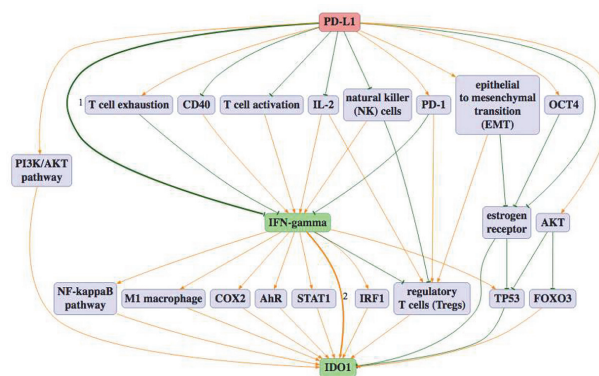 PD-L1
1
T cell exhaustion
CD40
T cell activation
IL-2
natural killer
(NK) cells
PD-1
epithelial
to mesenchymal
transition
(EMT)
OCT4
PI3K/AKT
pathway
IFN-gamma
estrogen
receptor
AKT
NF-kappaB
pathway
M1 macrophage
COX2
AhR
STAT1
2
IRF1
regulatory
T cells (Tregs)
TP53
FOXO3
IDO1